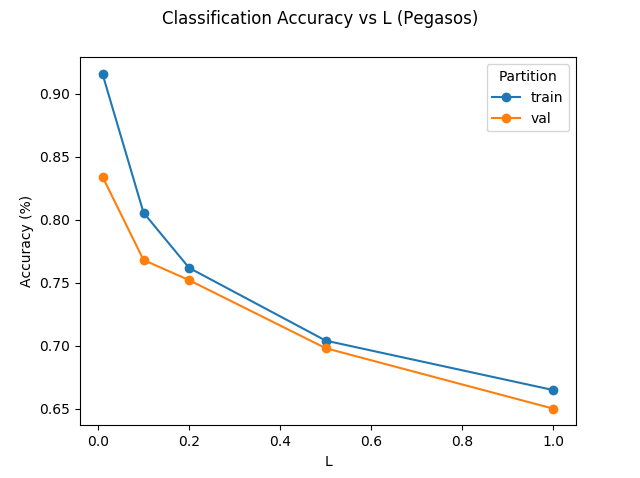 Classification Accuracy vs L (Pegasos)
Partition
train
val
Accuracy (%)
0.90
0.85
0.80
0.75
0.70
0.65
0.0 0.2 0.4 0.6 0.8 1.0
L